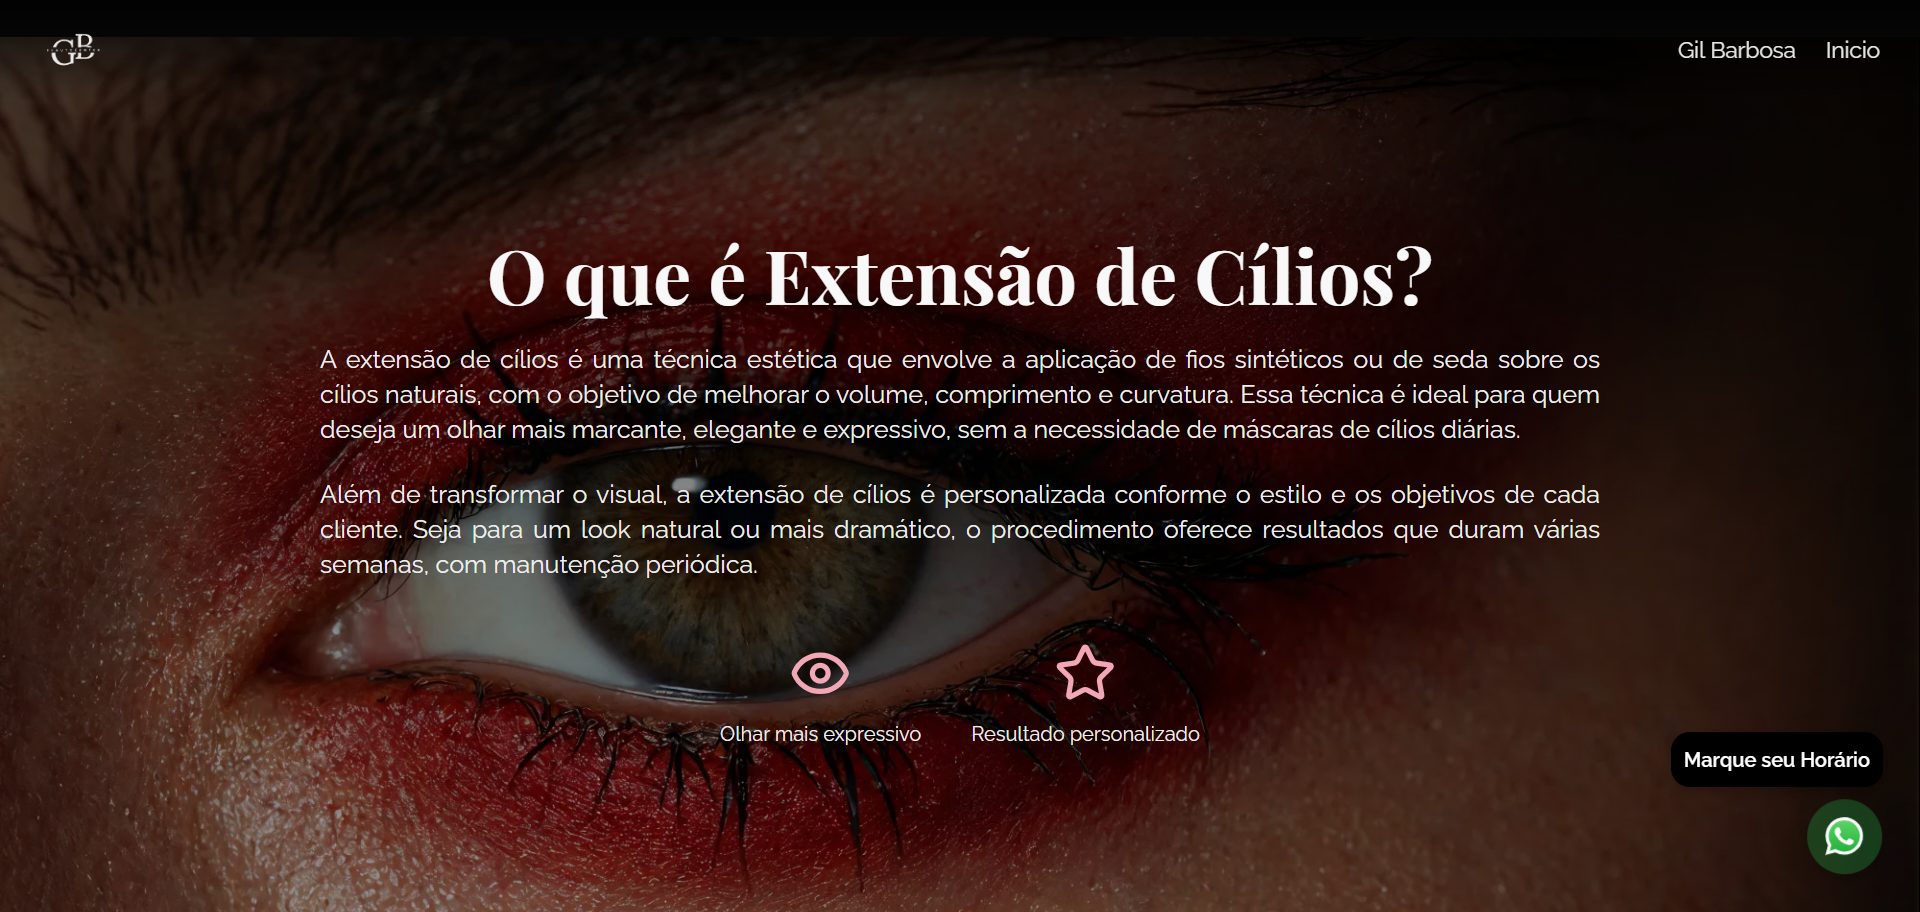 GB
Gil Barbosa Inicio
O que é Extensão de Cílios?
A extensão de cílios é uma técnica estética que envolve a aplicação de fios sintéticos ou de seda sobre os
cílios naturais, com o objetivo de melhorar o volume, comprimento e curvatura. Essa técnica é ideal para quem
deseja um olhar mais marcante, elegante e expressivo, sem a necessidade de máscaras de cílios diárias.
Além de transformar o visual, a extensão de cílios é personalizada conforme o estilo e os objetivos de cada
cliente. Seja para um look natural ou mais dramático, o procedimento oferece resultados que duram várias
semanas, com manutenção periódica.
Olhar mais expressivo
Resultado personalizado
Marque seu Horário